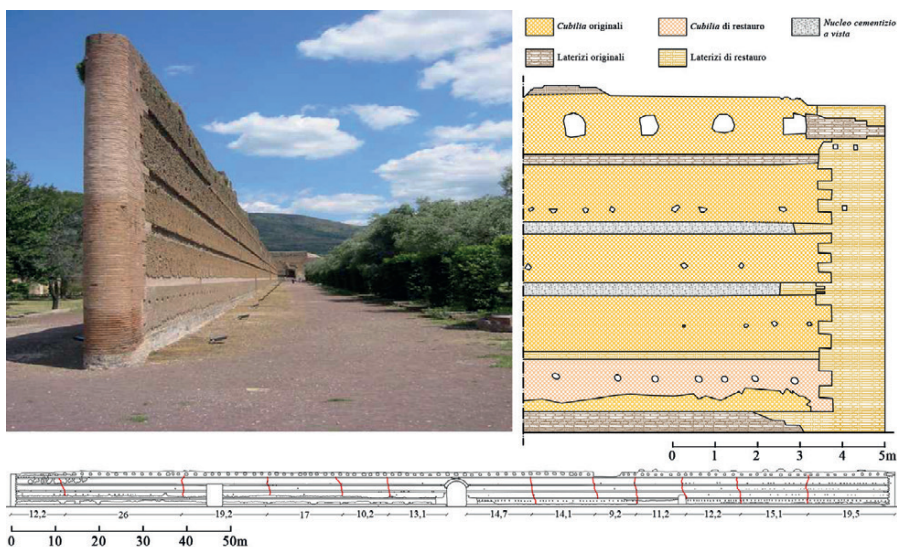 Cubilia originali
Cubilia di restauro
Nucleo cementizio
a vista
Laterizi originali
Laterizi di restauro
0 1 2 3 4 5m
12,2 26 19,2 17 10,2 13,1 14,7 14,1 9,2 11,2 12,2 15,1 19,5
0 10 20 30 40 50m